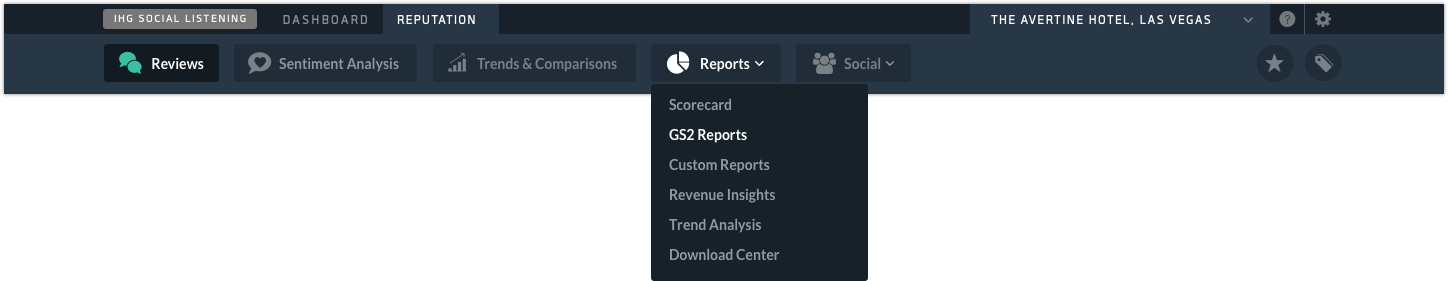 IHG SOCIAL LISTENING DASHBOARD REPUTATION THE AVERTINE HOTEL, LAS VEGAS ?
Reviews Sentiment Analysis Trends & Comparisons Reports Social
Scorecard
GS2 Reports
Custom Reports
Revenue Insights
Trend Analysis
Download Center